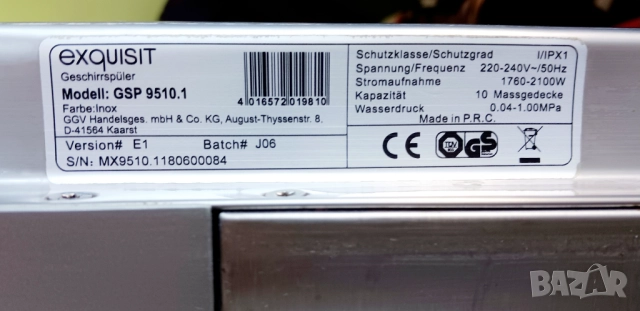 exquisit
Geschirrspüler
Modell: GSP 9510.1
Farbe:Inox
GGV Handelsges. mbH & Co. KG, August-Thyssenstr. 8,
D-41564 Kaarst
4 016572 019810
Version# E1 Batch# J06
S/N: MX9510.1180600084
Schutzklasse/Schutzgrad I/IPX1
Spannung/Frequenz 220-240V~/50Hz
Stromaufnahme 1760-2100W
Kapazität 10 Massgedecke
Wasserdruck 0.04-1.00MPa
Made in P.R.C.
CE GS
BAZAR